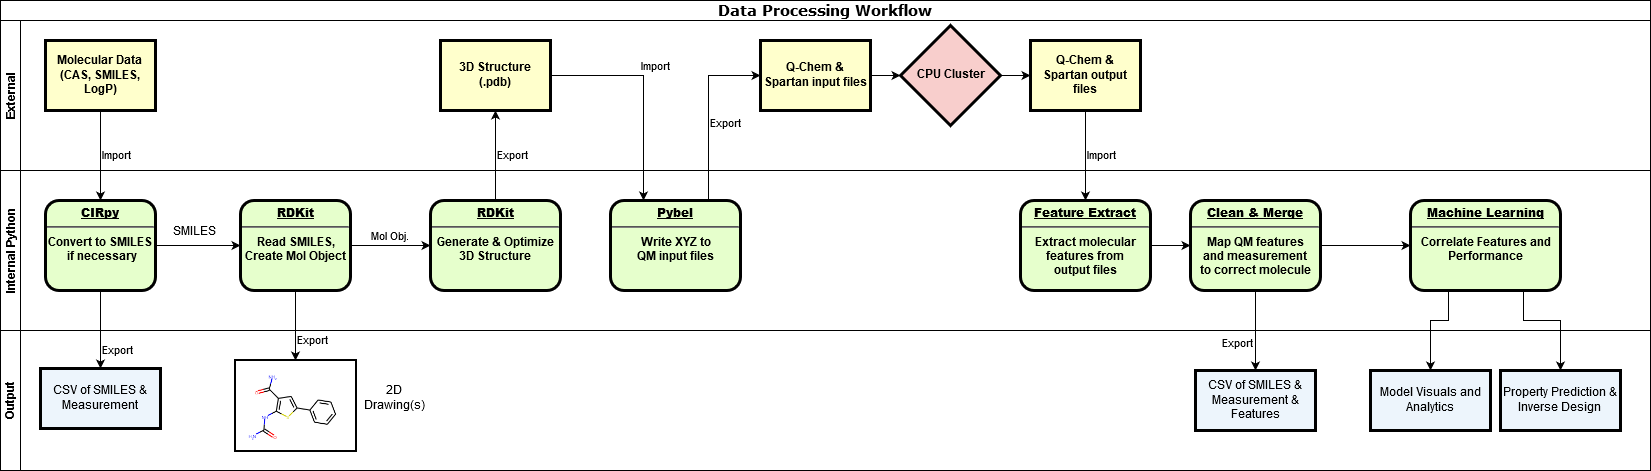 Data Processing Workflow
External
Molecular Data
(CAS, SMILES,
LogP)
3D Structure
(.pdb)
Import
Q-Chem &
Spartan input files
CPU Cluster
Q-Chem &
Spartan output
files
Import
Export
Export
Import
Internal Python
CIRpy
Convert to SMILES
if necessary
SMILES
RDKit
Read SMILES,
Create Mol Object
Mol Obj.
RDKit
Generate & Optimize
3D Structure
Pybel
Write XYZ to
QM input files
Feature Extract
Extract molecular
features from
output files
Clean & Merge
Map QM features
and measurement
to correct molecule
Machine Learning
Correlate Features and
Performance
Output
Export
CSV of SMILES &
Measurement
Export
2D
Drawing(s)
Export
CSV of SMILES &
Measurement &
Features
Model Visuals and
Analytics
Property Prediction &
Inverse Design